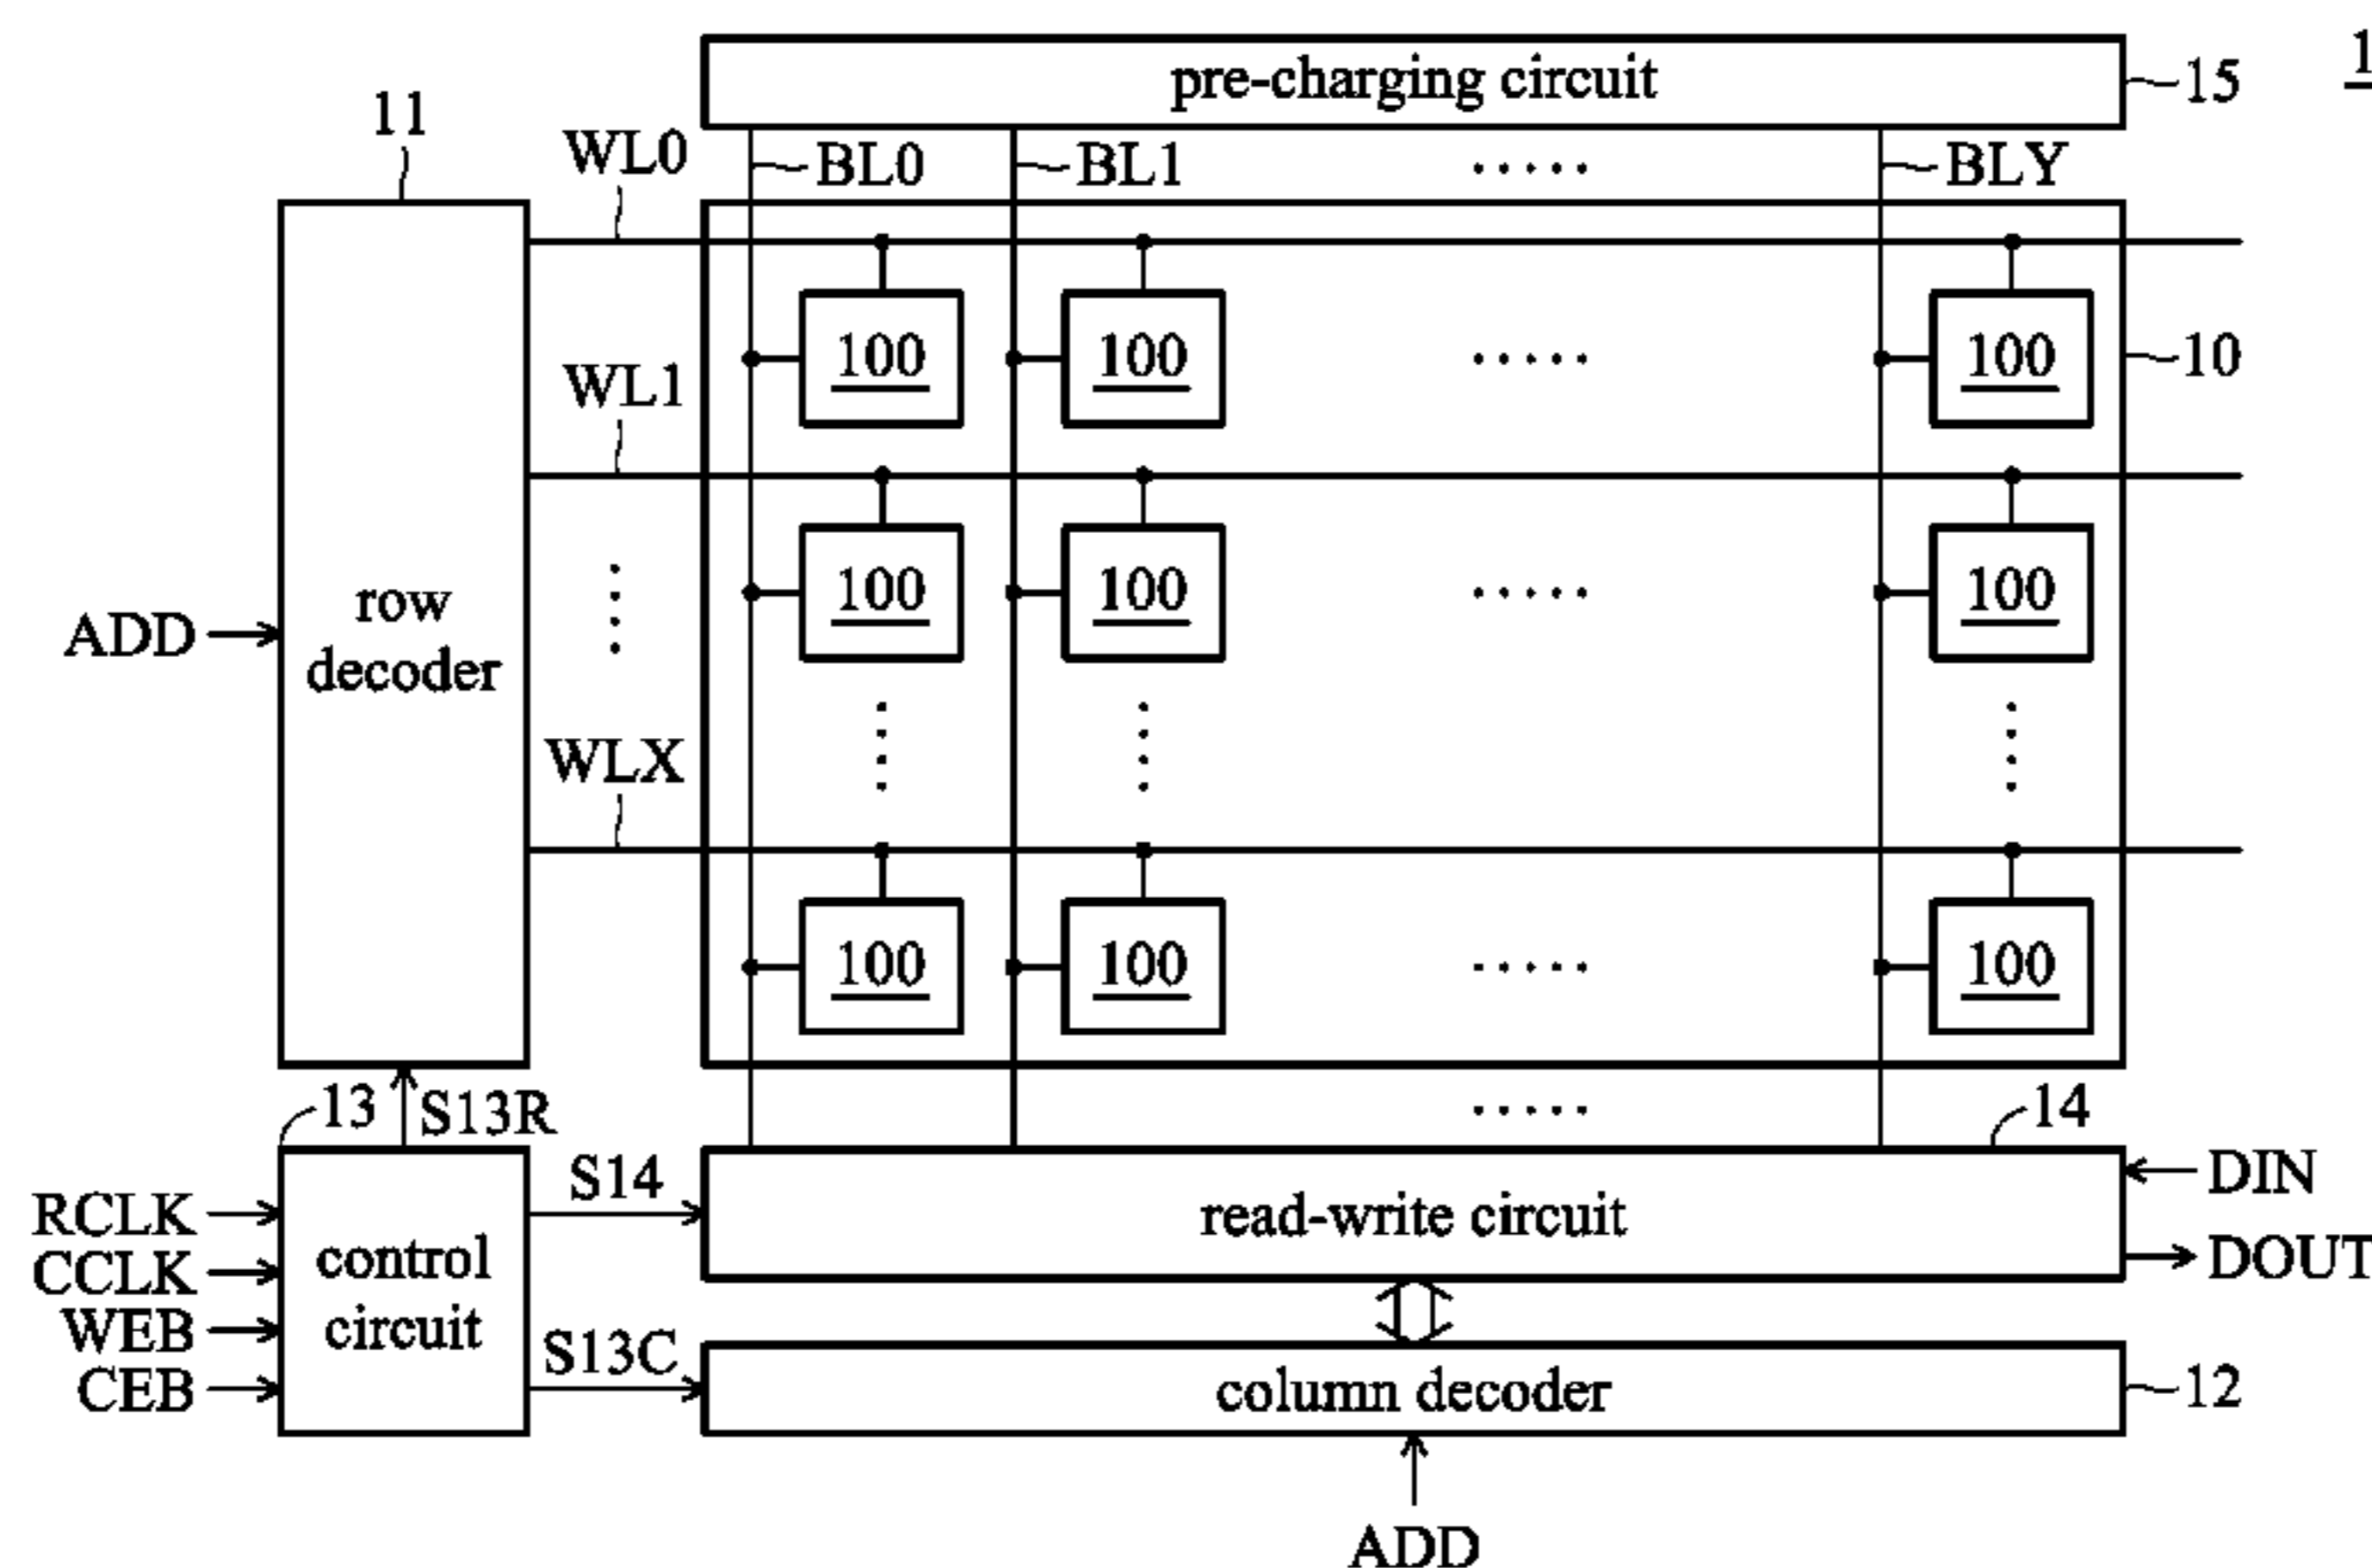 pre-charging circuit
15
1
11
WL0
BL0
BL1
.....
BLY
100
100
.....
100
10
WL1
100
100
.....
100
row
decoder
ADD
WLX
100
100
.....
100
13
S13R
.....
14
S14
DIN
RCLK
read-write circuit
CCLK
control
circuit
DOUT
WEB
S13C
CEB
column decoder
12
ADD